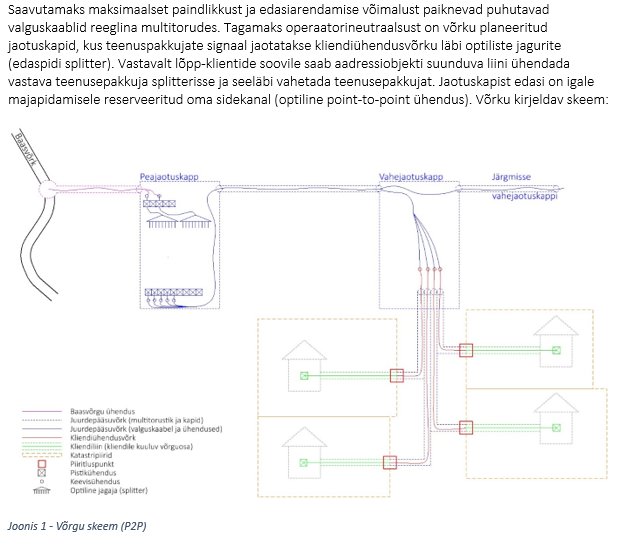 Saavutamaks maksimaalset paindlikkust ja edasiarendamise võimalust paiknevad puhutavad
valguskaablid reeglina multitorudes. Tagamaks operaatorineutraalsust on võrku planeeritud
jaotuskapid, kus teenuspakkujate signaal jaotatakse kliendiühendusvõrku läbi optiliste jagurite
(edaspidi splitter). Vastavalt lõpp-klientide soovile saab aadressiobjekti suunduva liini ühendada
vastava teenusepakkuja splitterisse ja seeläbi vahetada teenusepakkujat. Jaotuskapist edasi on igale
majapidamisele reserveeritud oma sidekanal (optiline point-to-point ühendus). Võrku kirjeldav skeem:
Baasvõrk
Peajaotuskapp
Vahejaotuskapp
Järgmisse
vahejaotuskappi
Baasvõrgu ühendus
Juurdepääsuvõrk (multitorustik ja kapid)
Juurdepääsuvõrk (valguskaabel ja ühendused)
Kliendiühendusvõrk
Kliendiliin (kliendile kuuluv võrguosa)
Katastripiirid
Piiritluspunkt
Pistikühendus
Keevisühendus
Optiline jagaja (splitter)
Joonis 1 - Võrgu skeem (P2P)